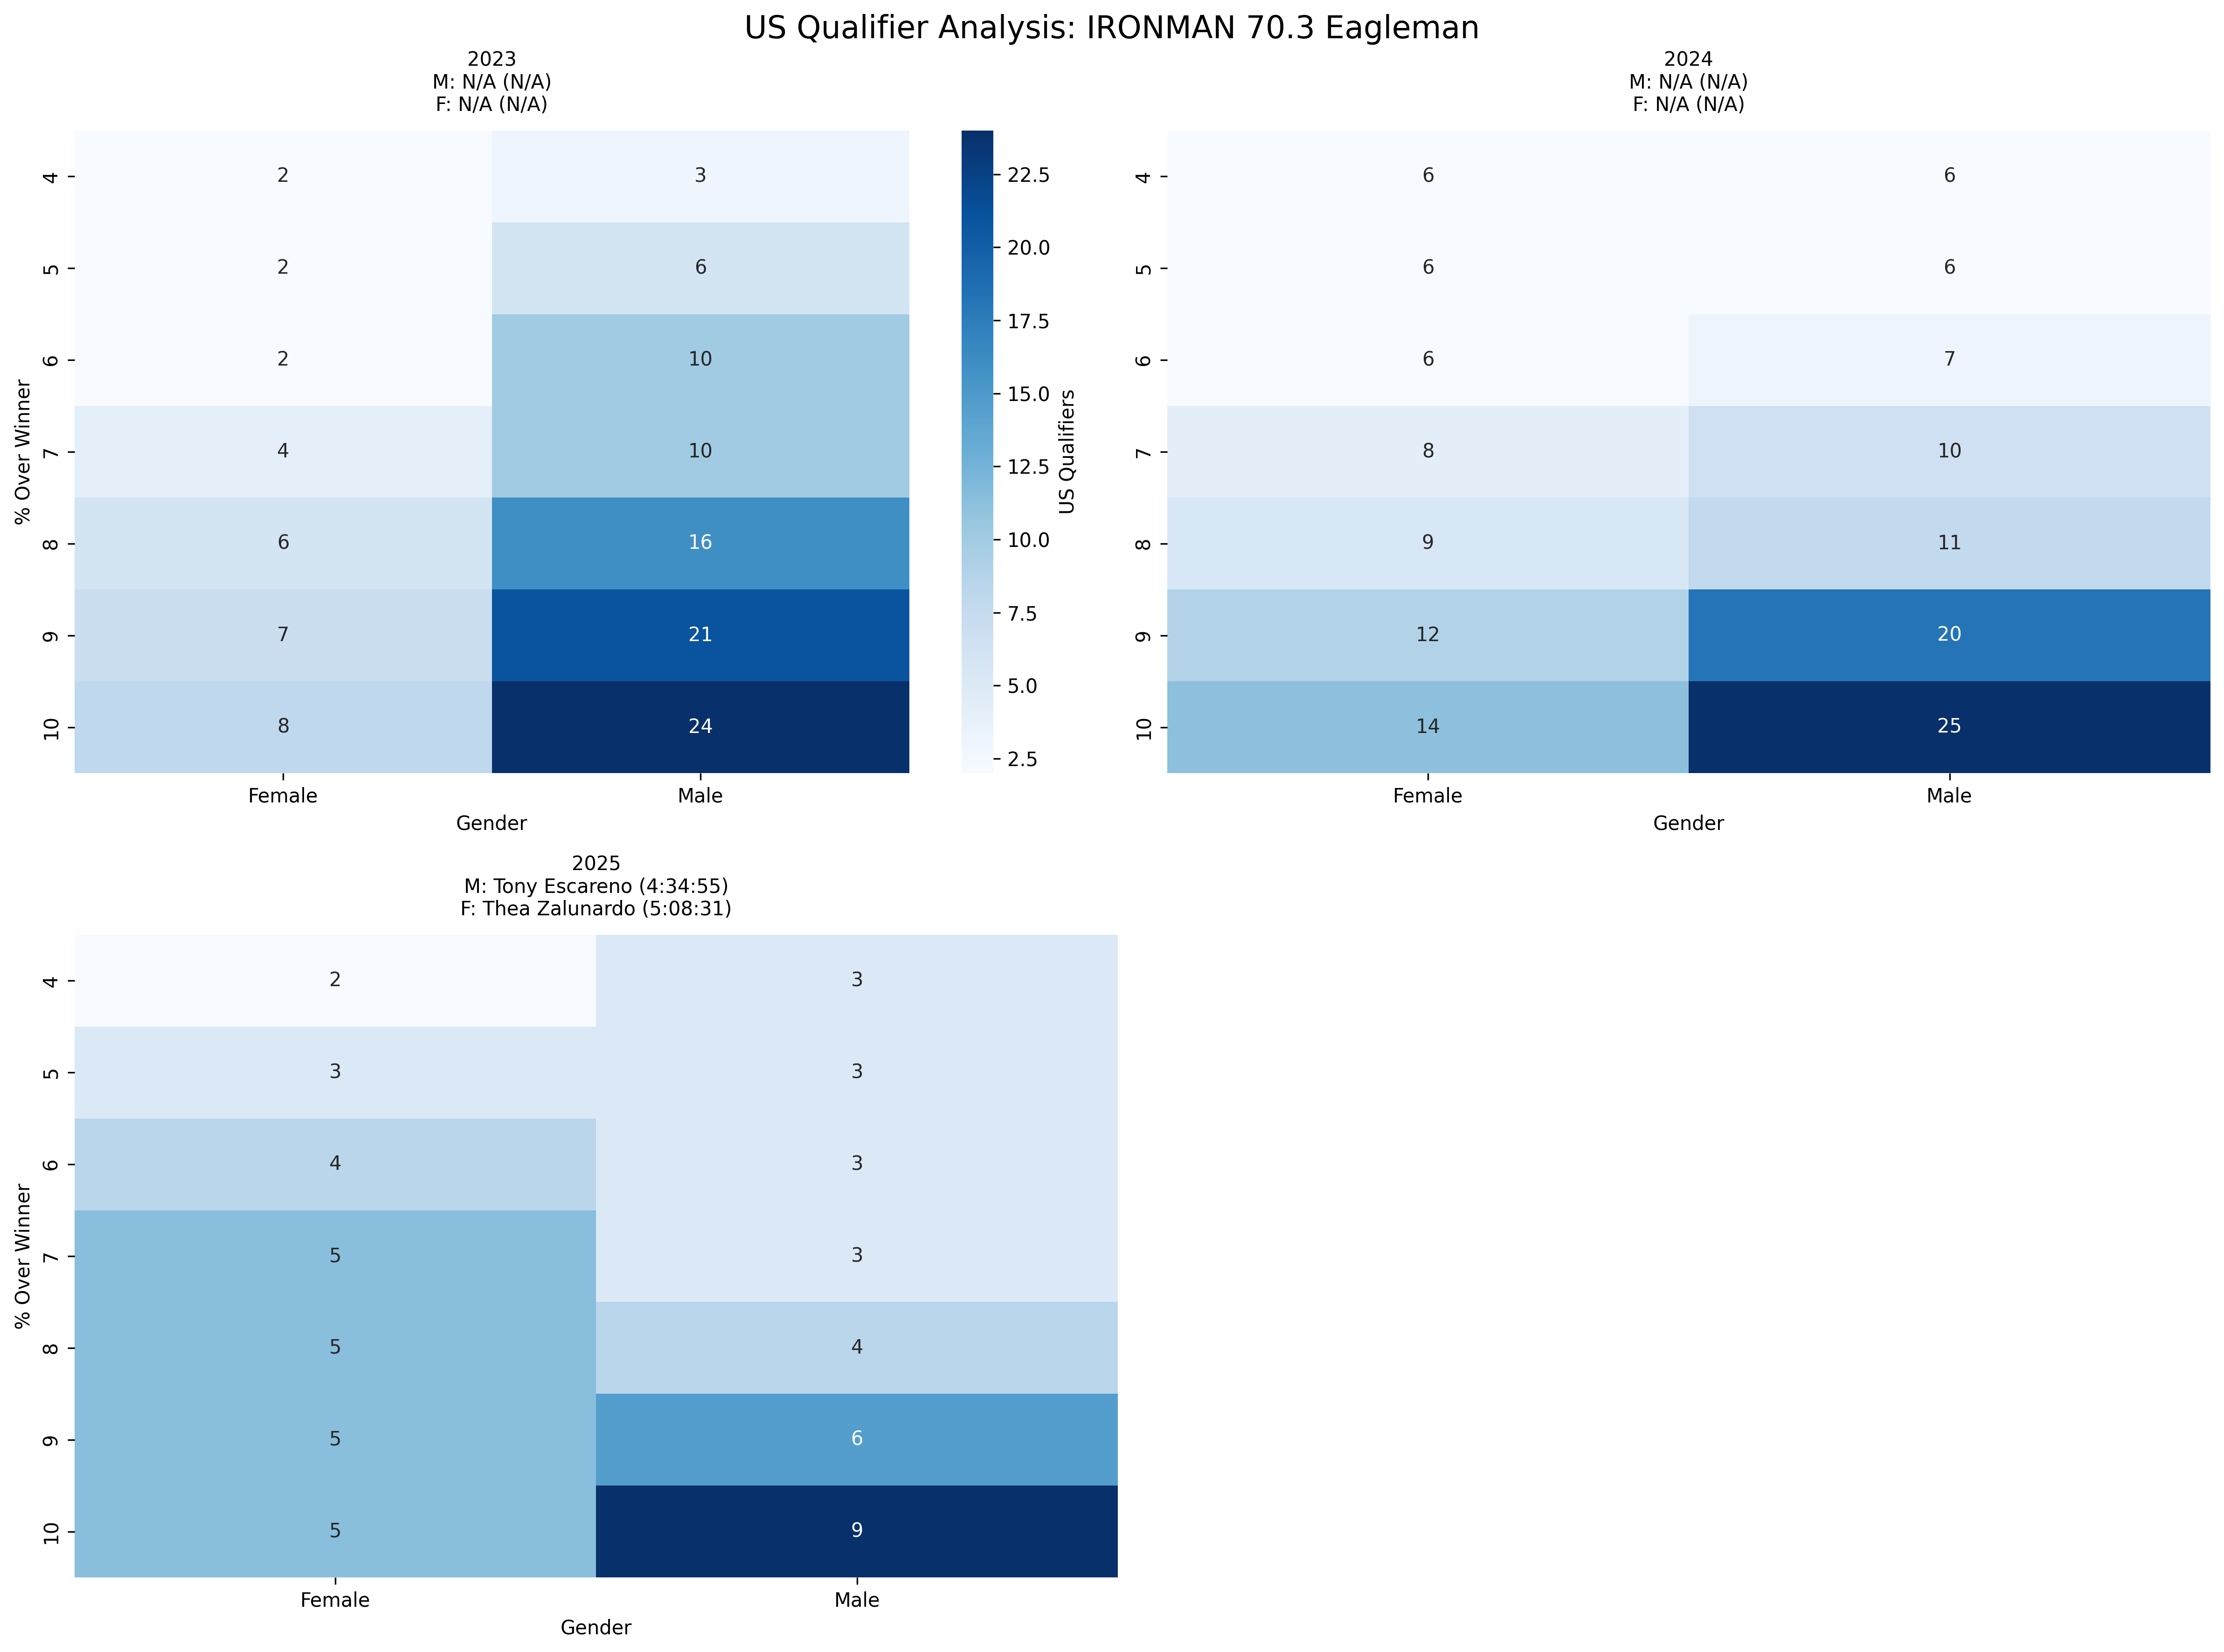 US Qualifier Analysis: IRONMAN 70.3 Eagleman
2023
M: N/A (N/A)
F: N/A (N/A)
% Over Winner
4 2 3
5 2 6
6 2 10
7 4 10
8 6 16
9 7 21
10 8 24
Female Male
Gender
22.5
20.0
17.5
15.0
12.5
10.0
7.5
5.0
2.5
US Qualifiers
2024
M: N/A (N/A)
F: N/A (N/A)
4 6 6
5 6 6
6 6 7
7 8 10
8 9 11
9 12 20
10 14 25
Female Male
Gender
2025
M: Tony Escareno (4:34:55)
F: Thea Zalunardo (5:08:31)
% Over Winner
4 2 3
5 3 3
6 4 3
7 5 3
8 5 4
9 5 6
10 5 9
Female Male
Gender